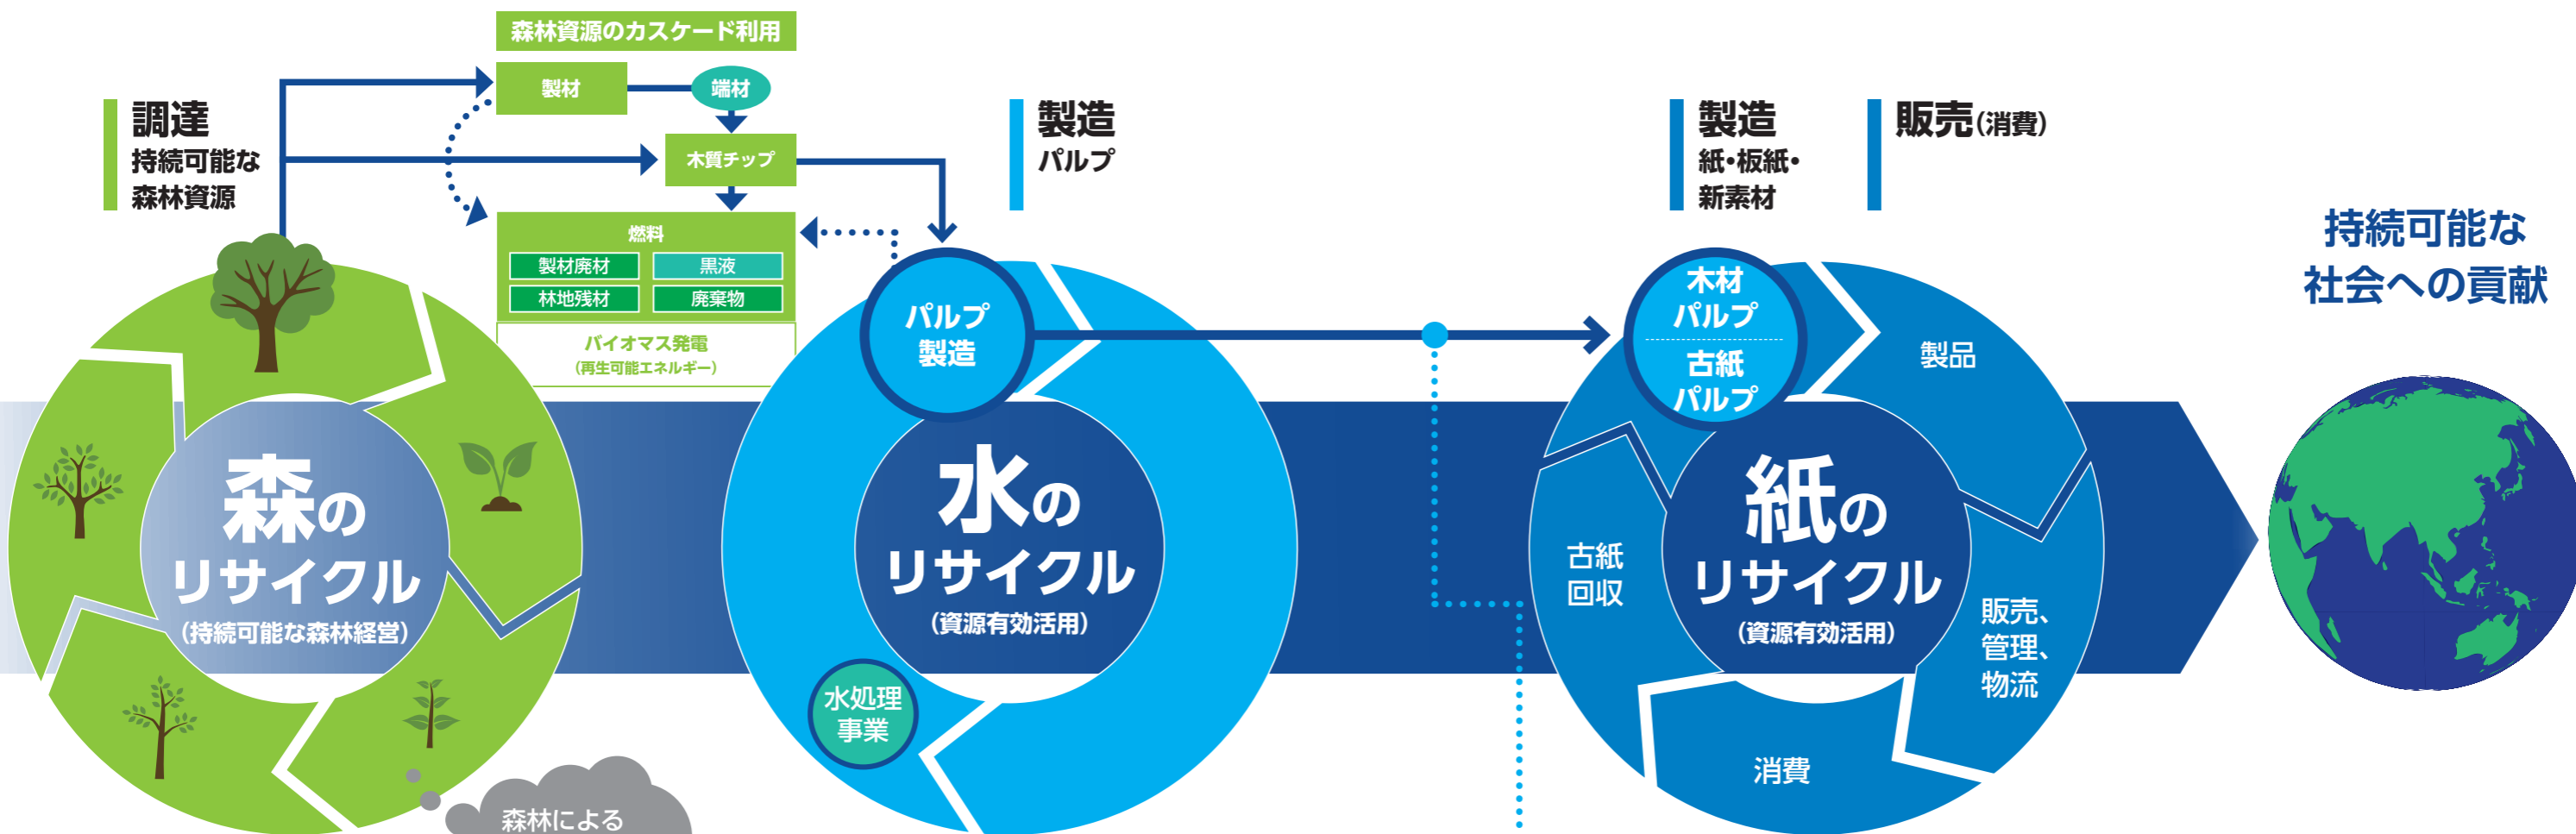 森林資源のカスケード利用
製材
端材
木質チップ
燃料
製材廃材
黒液
林地残材
廃棄物
バイオマス発電
（再生可能エネルギー）
調達
持続可能な
森林資源
製造
パルプ
製造
紙・板紙・
新素材
販売(消費)
持続可能な
社会への貢献
森の
リサイクル
（持続可能な森林経営）
森林による
パルプ
製造
水の
リサイクル
（資源有効活用）
水処理
事業
木材
パルプ
古紙
パルプ
製品
紙の
リサイクル
（資源有効活用）
販売、
管理、
物流
消費
古紙
回収